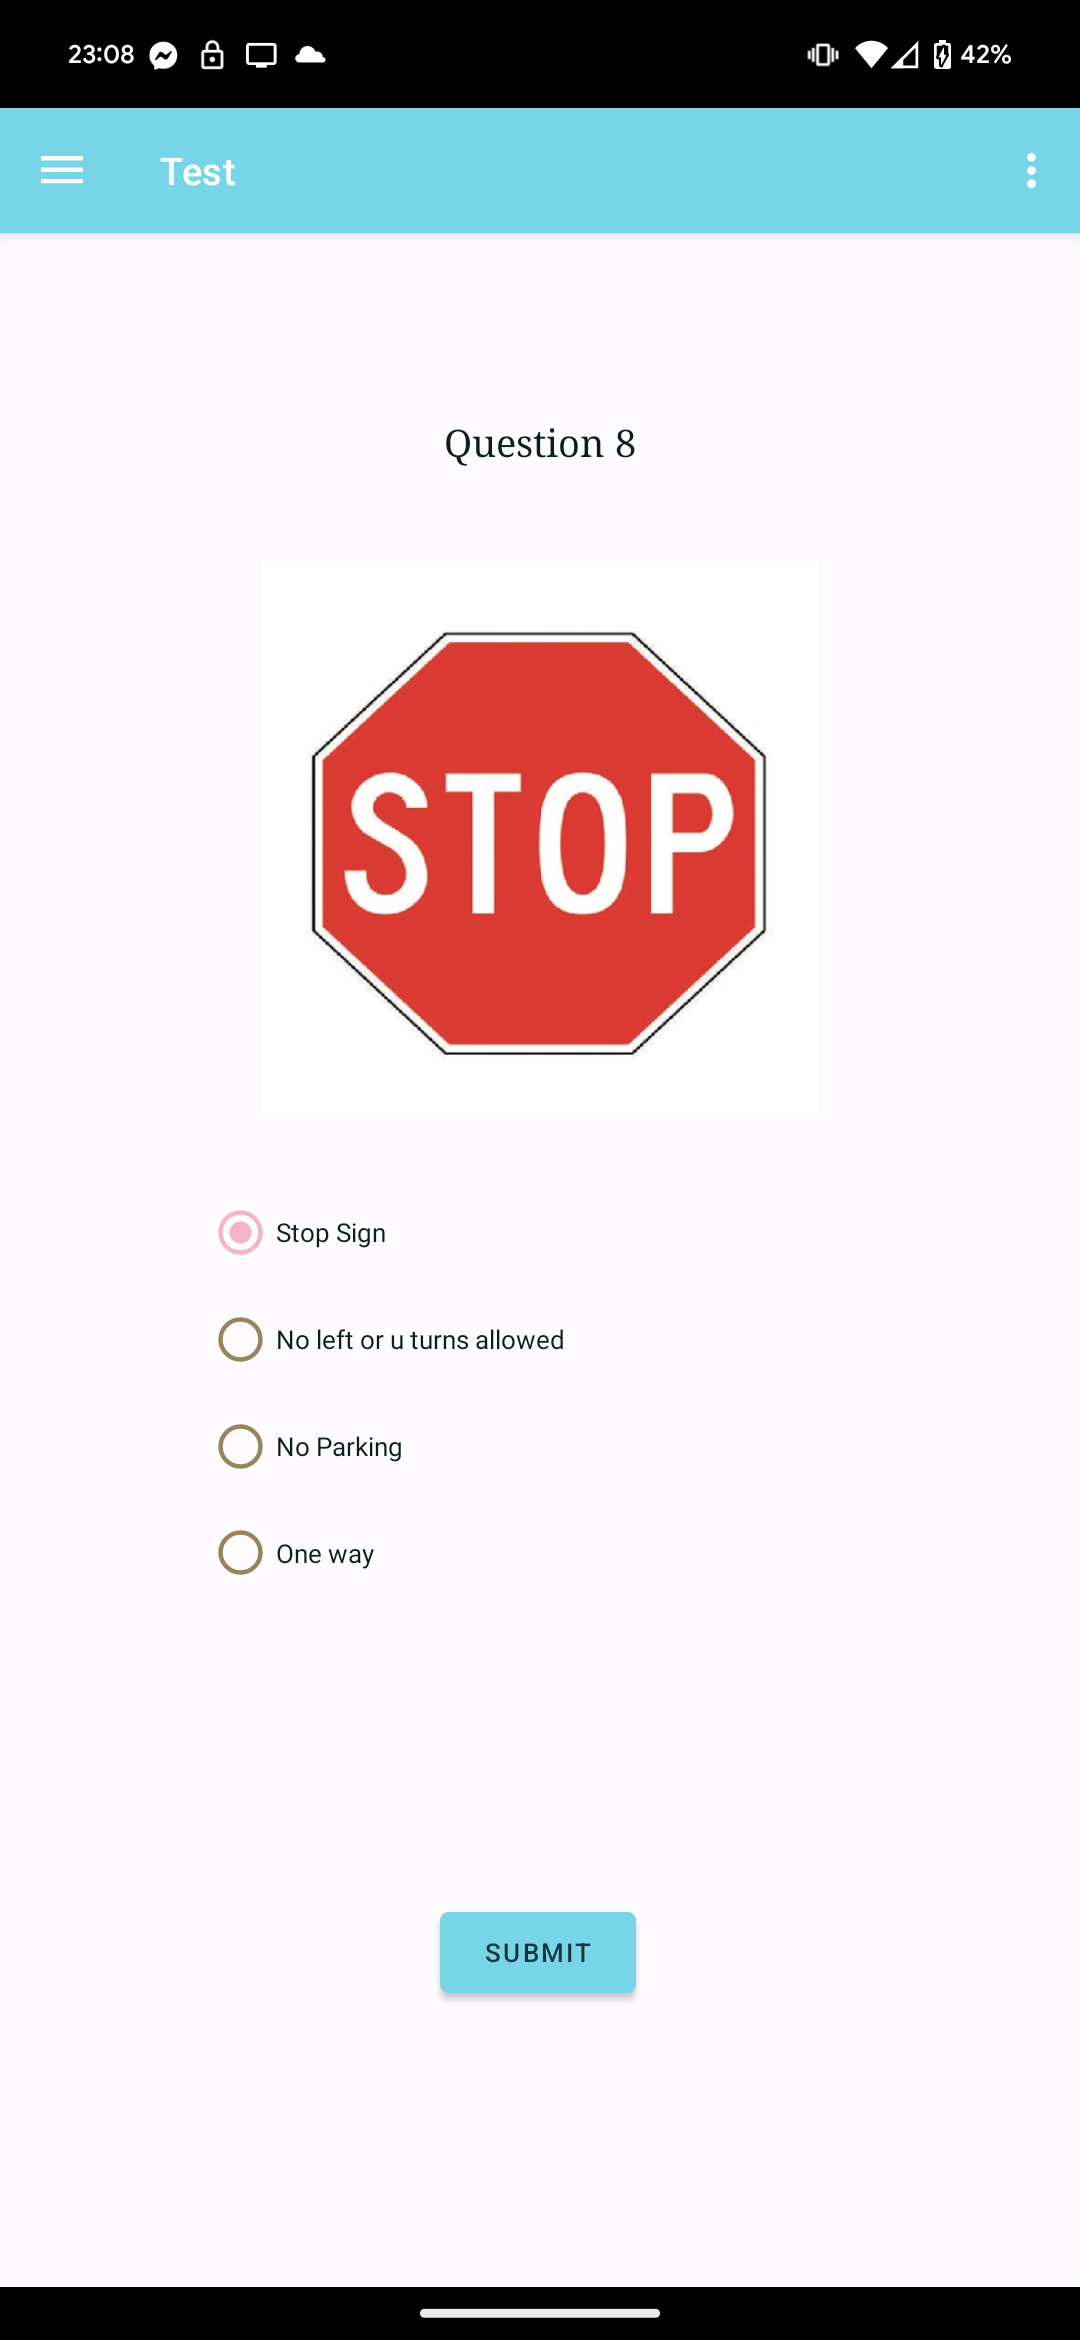 23:08 42%
Test
Question 8
STOP
Stop Sign
No left or u turns allowed
No Parking
One way
SUBMIT